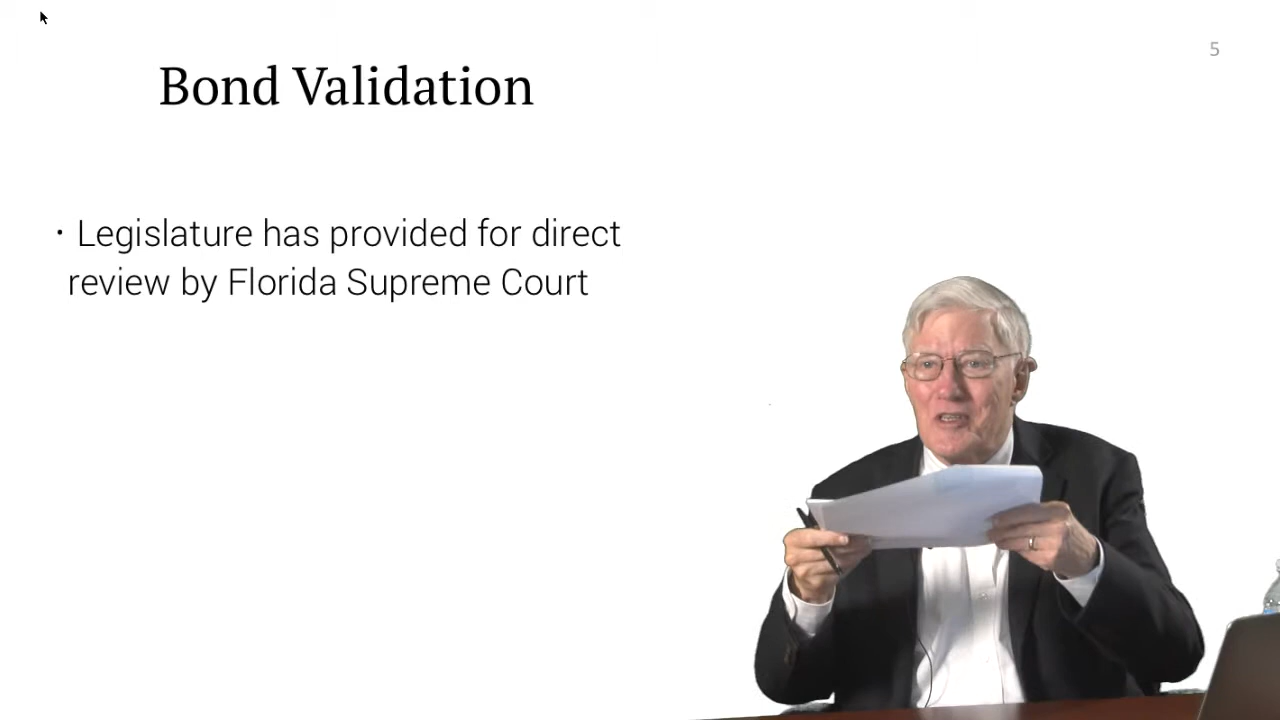 5
Bond Validation
· Legislature has provided for direct
review by Florida Supreme Court